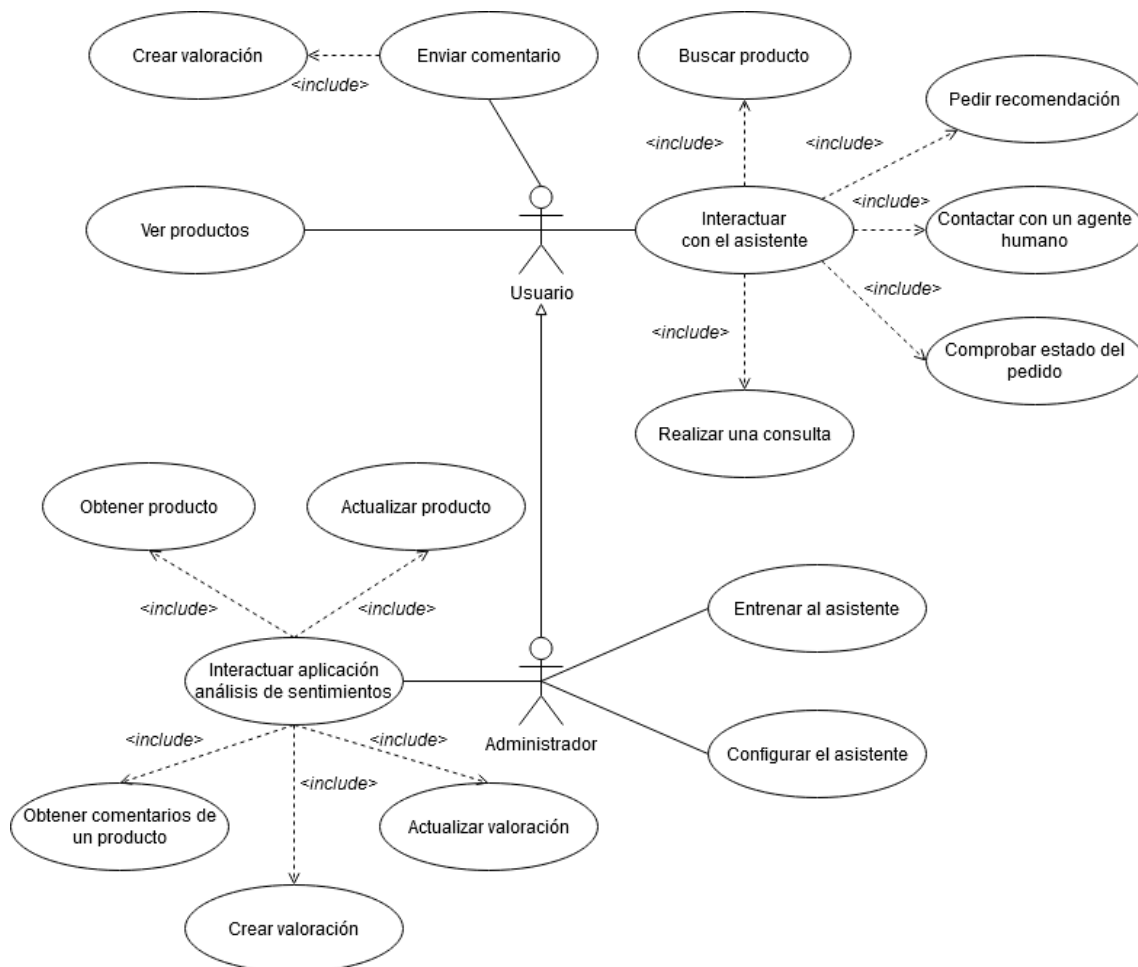 Crear valoración
Enviar comentario
<include>
Buscar producto
Pedir recomendación
<include>
<include>
<include>
Ver productos
Usuario
Interactuar
con el asistente
Contactar con un agente
humano
<include>
<include>
Comprobar estado del
pedido
Realizar una consulta
Obtener producto
Actualizar producto
<include>
<include>
Entrenar al asistente
Interactuar aplicación
análisis de sentimientos
Administrador
Configurar el asistente
<include>
<include>
<include>
Obtener comentarios de
un producto
Actualizar valoración
Crear valoración